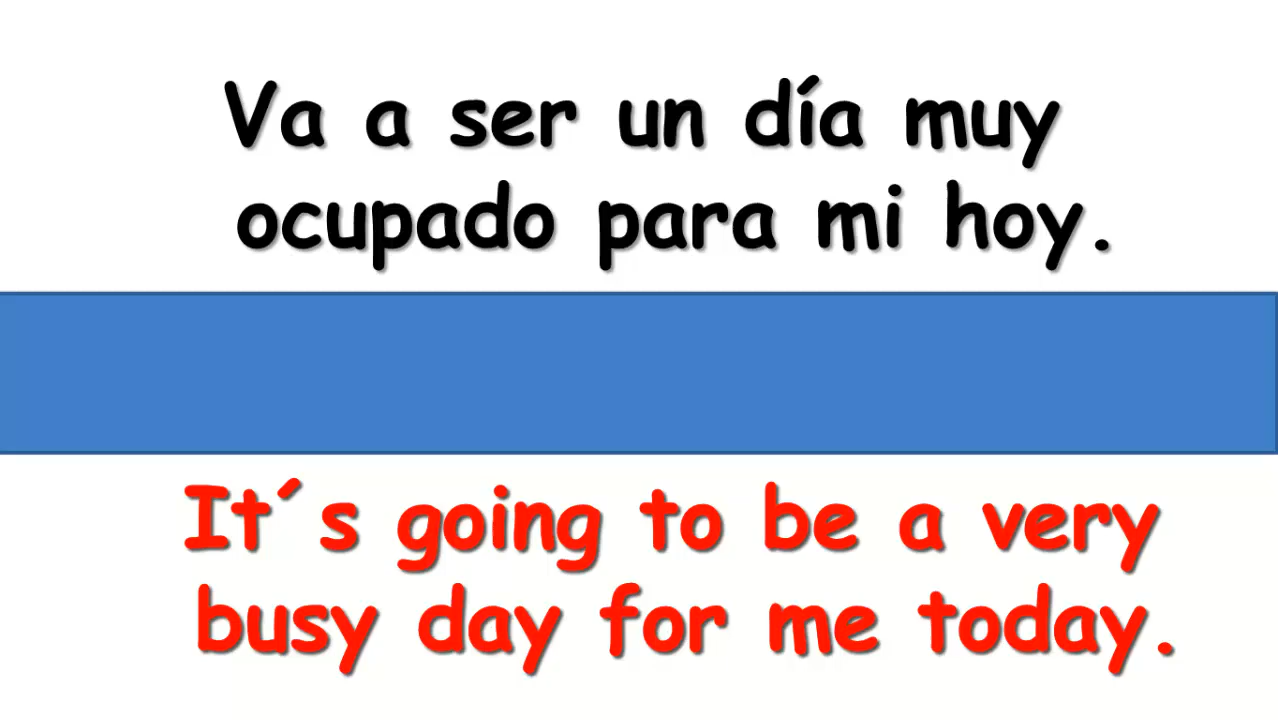 Va a ser un día muy
ocupado para mi hoy.
It´s going to be a very
busy day for me today.